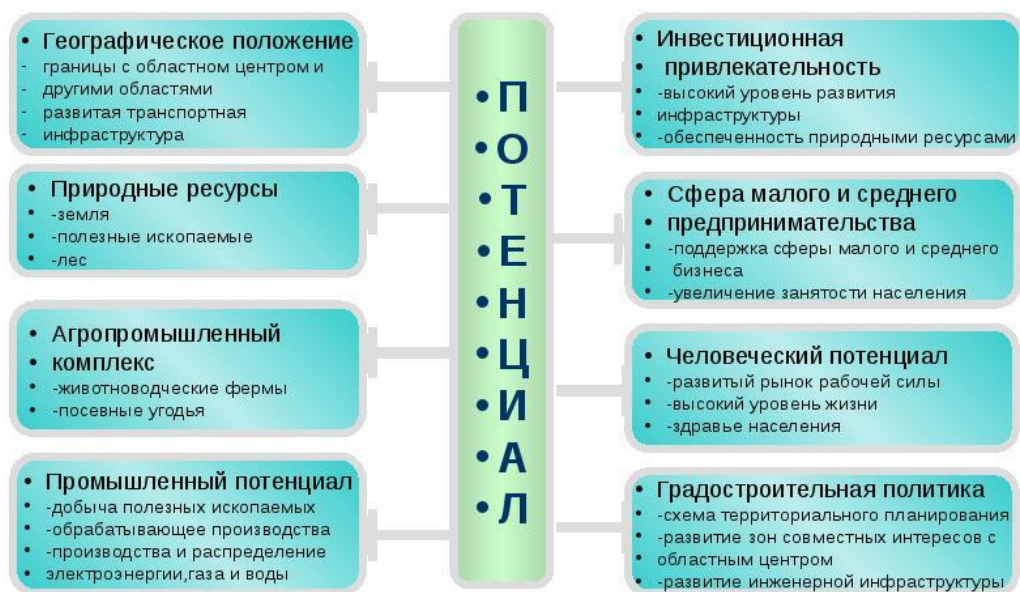 • Географическое положение
- границы с областном центром и
- другими областями
- развитая транспортная
- инфраструктура
• Природные ресурсы
• -земля
• -полезные ископаемые
• -лес
• Агропромышленный
• комплекс
• -животноводческие фермы
• -посевные угодья
• Промышленный потенциал
• -добыча полезных ископаемых
• -обрабатывающее производства
• -производства и распределение
• электроэнергии,газа и воды
• П
• О
• Т
• Е
• Н
• Ц
• И
• А
• Л
• Инвестиционная
• привлекательность
• -высокий уровень развития
• инфраструктуры
• -обеспеченность природными ресурсами
• Сфера малого и среднего
• предпринимательства
• -поддержка сферы малого и среднего
• бизнеса
• -увеличение занятости населения
• Человеческий потенциал
• -развитый рынок рабочей силы
• -высокий уровень жизни
• -здравье населения
• Градостроительная политика
• -схема территориального планирования
• -развитие зон совместных интересов с
• областным центром
• -развитие инженерной инфраструктуры